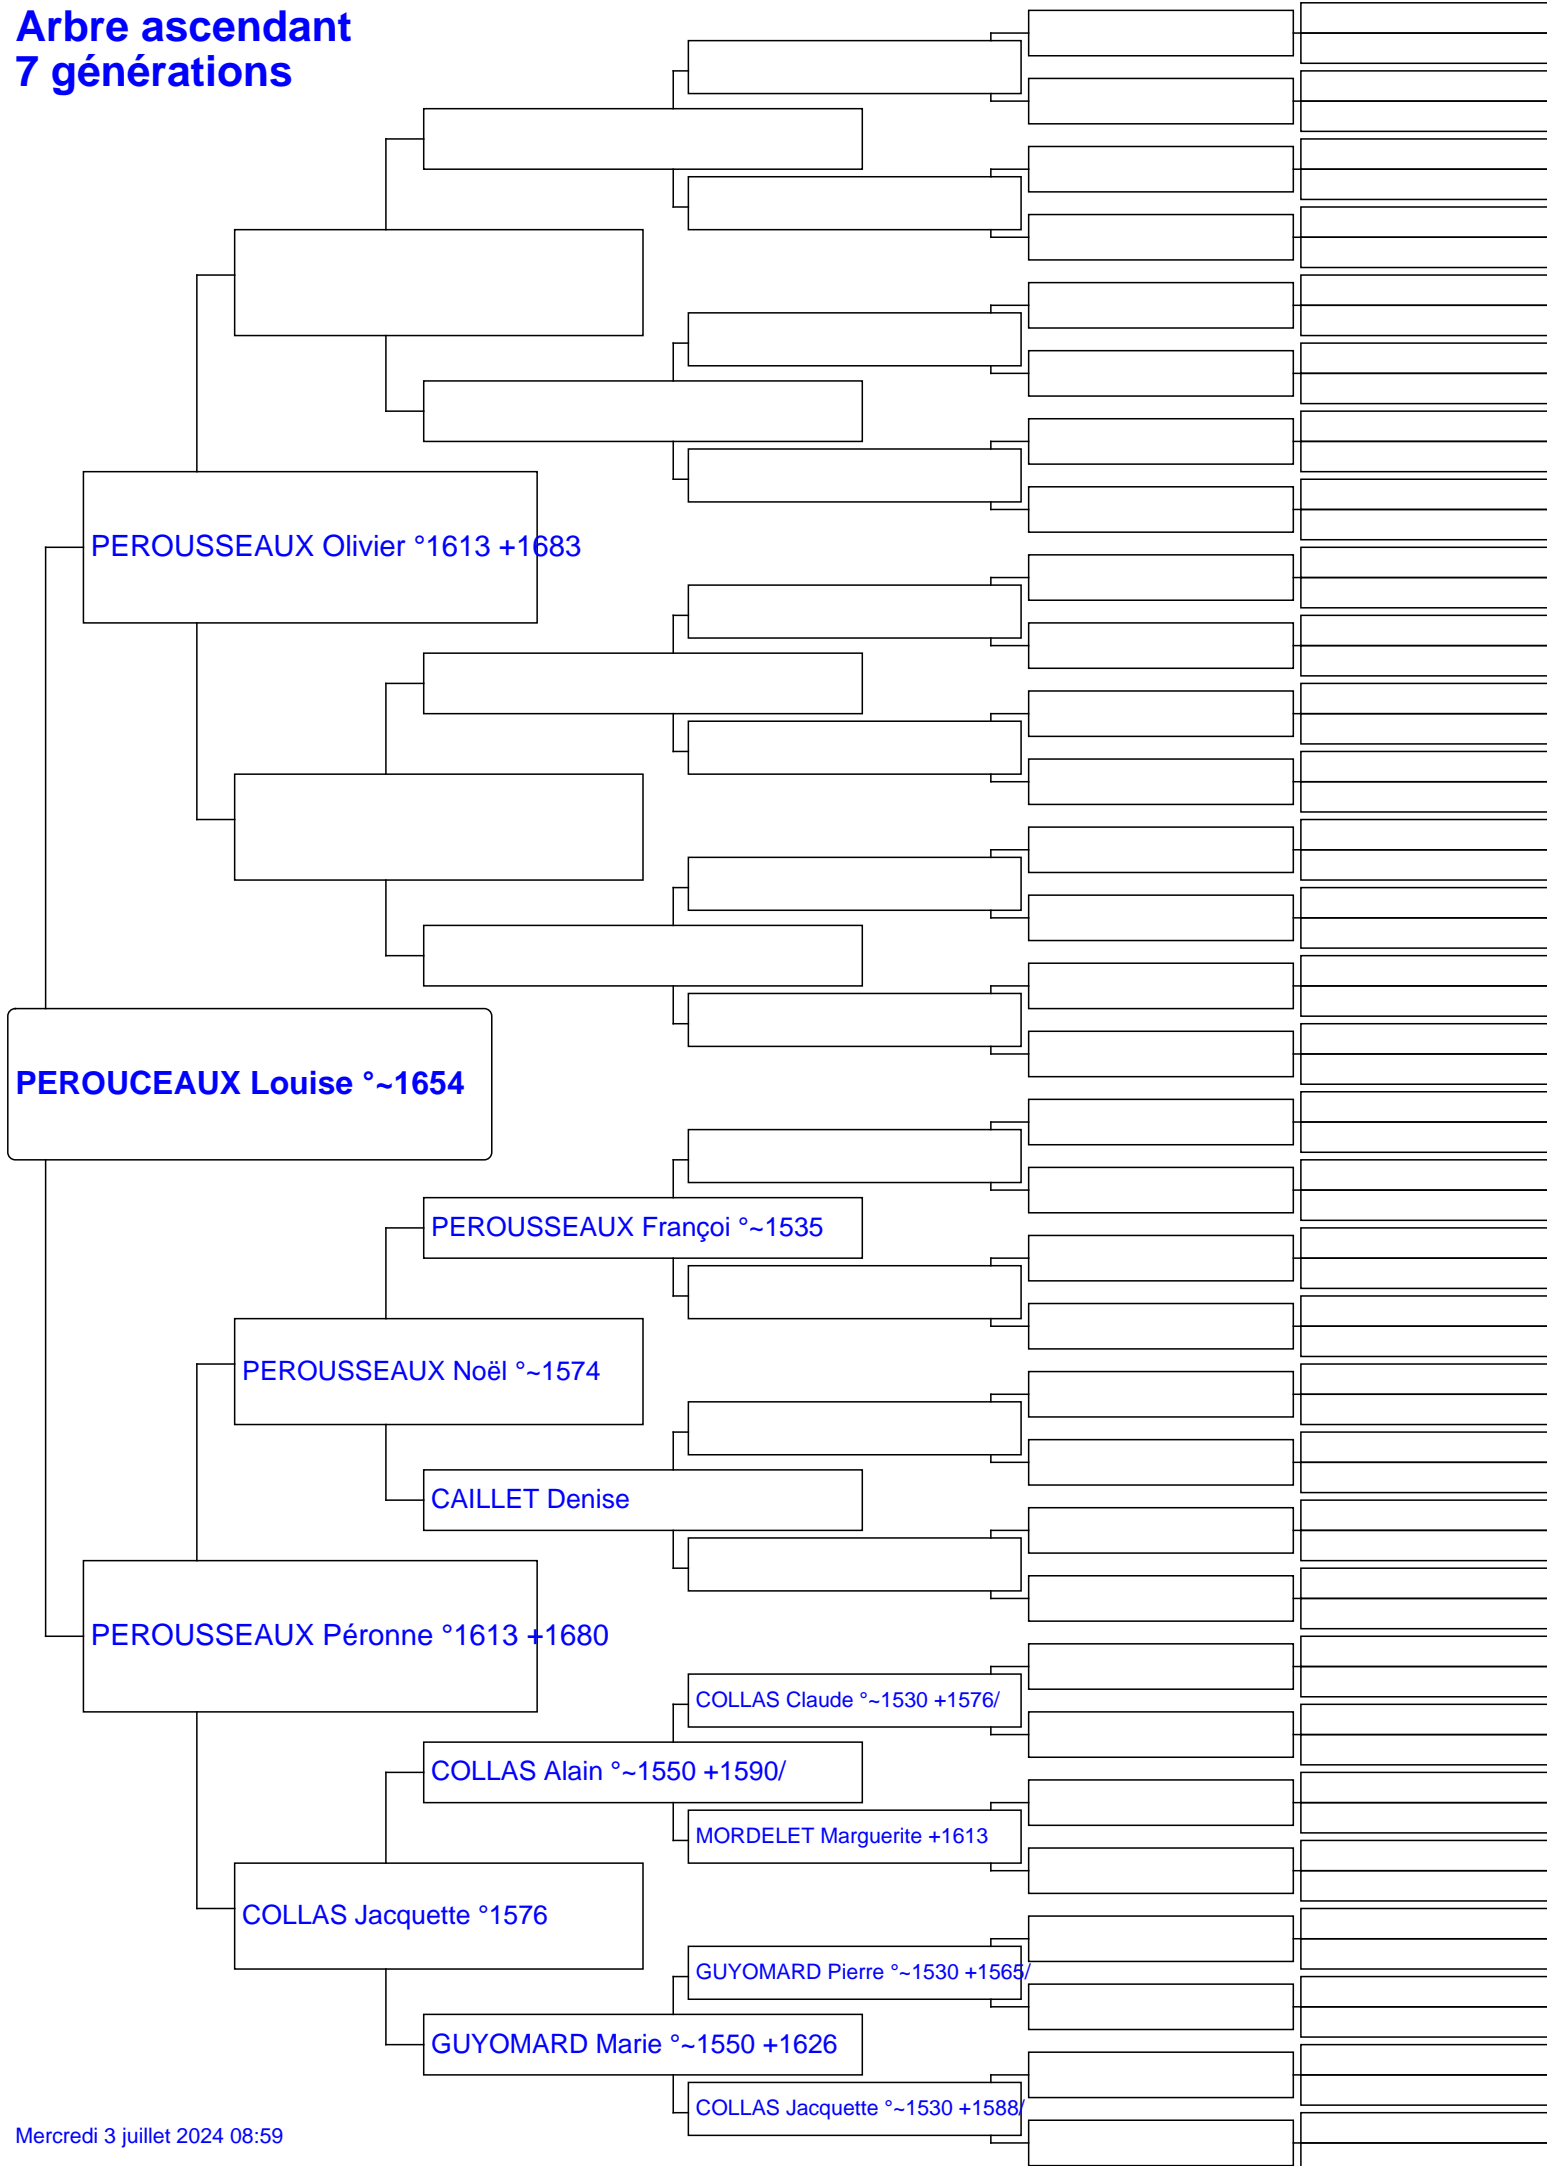 Arbre ascendant
7 générations
PEROUSSEAUX Olivier °1613 +1683
PEROUCEAUX Louise °~1654
PEROUSSEAUX Françoi °~1535
PEROUSSEAUX Noël °~1574
CAILLET Denise
PEROUSSEAUX Péronne °1613 +1680
COLLAS Claude °~1530 +1576/
COLLAS Alain °~1550 +1590/
MORDELET Marguerite +1613
COLLAS Jacquette °1576
GUYOMARD Pierre °~1530 +1565/
GUYOMARD Marie °~1550 +1626
COLLAS Jacquette °~1530 +1588/
Mercredi 3 juillet 2024 08:59